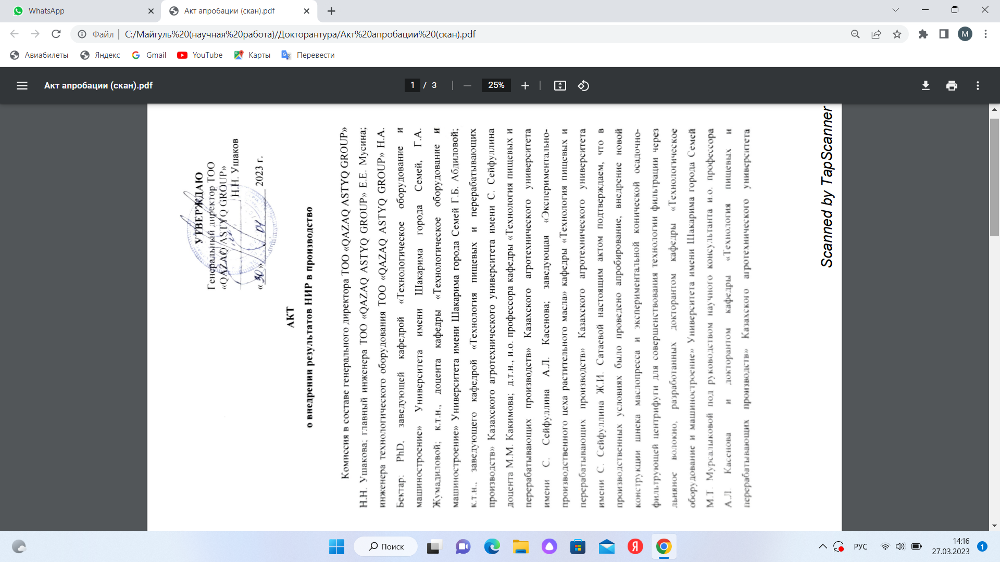 WhatsApp
Акт апробации (скан).pdf
Файл
C:/Майгуль%20(научная%20работа)/Докторантура/Акт%20апробации%20(скан).pdf
M
Авиабилеты
Яндекс
Gmail
YouTube
Карты
Перевести
Акт апробации (скан).pdf
1 / 3
25%
УТВЕРЖДАЮ
Генеральный директор ТОО
«QAZAQ ASTYQ GROUP»
Н.Н. Ушаков
«30» 01 2023 г.
АКТ
о внедрении результатов НИР в производство
Комиссия в составе генерального директора ТОО «QAZAQ ASTYQ GROUP»
Н.Н. Ушакова; главный инженера ТОО «QAZAQ ASTYQ GROUP» Е.Е. Мусина;
инженера технологического оборудования ТОО «QAZAQ ASTYQ GROUP» Н.А.
Бектар; PhD, заведующей кафедрой «Технологическое оборудование и
машиностроение» Университета имени Шакарима города Семей, Г.А.
Жумадиловой; к.т.н., доцента кафедры «Технологическое оборудование и
машиностроение» Университета имени Шакарима города Семей Г.Б. Абдиловой;
к.т.н., заведующего кафедрой «Технология пищевых и перерабатывающих
производств» Казахского агротехнического университета имени С. Сейфуллина
доцента М.М. Какимова; д.т.н., и.о. профессора кафедры «Технология пищевых и
перерабатывающих производств» Казахского агротехнического университета
имени С. Сейфуллина А.Л. Касенова; заведующая «Экспериментально-
производственного цеха растительного масла» кафедры «Технология пищевых и
перерабатывающих производств» Казахского агротехнического университета
имени С. Сейфуллина Ж.И. Сатаевой настоящим актом подтверждаем, что в
производственных условиях было проведено апробирование, внедрение новой
конструкции шнека маслопресса и экспериментальной конической осадочно-
фильтрующей центрифуги для совершенствования технологии фильтрации через
льняное волокно, разработанных докторантом кафедры «Технологическое
оборудование и машиностроение» Университета имени Шакарима города Семей
М.Т. Мурсалыковой под руководством научного консультанта и.о. профессора
А.Л. Касенова и докторантом кафедры «Технология пищевых и
перерабатывающих производств» Казахского агротехнического университета
Scanned by TapScanner
Поиск
РУС
14:16
27.03.2023
1